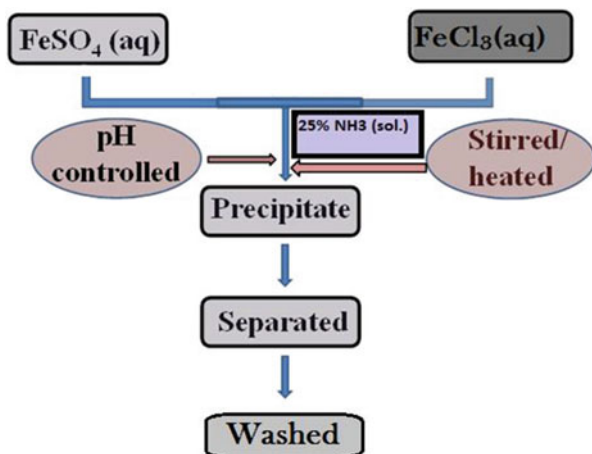 FeSO4 (aq)
FeCl3(aq)
25% NH3 (sol.)
pH
controlled
Stirred/
heated
Precipitate
Separated
Washed